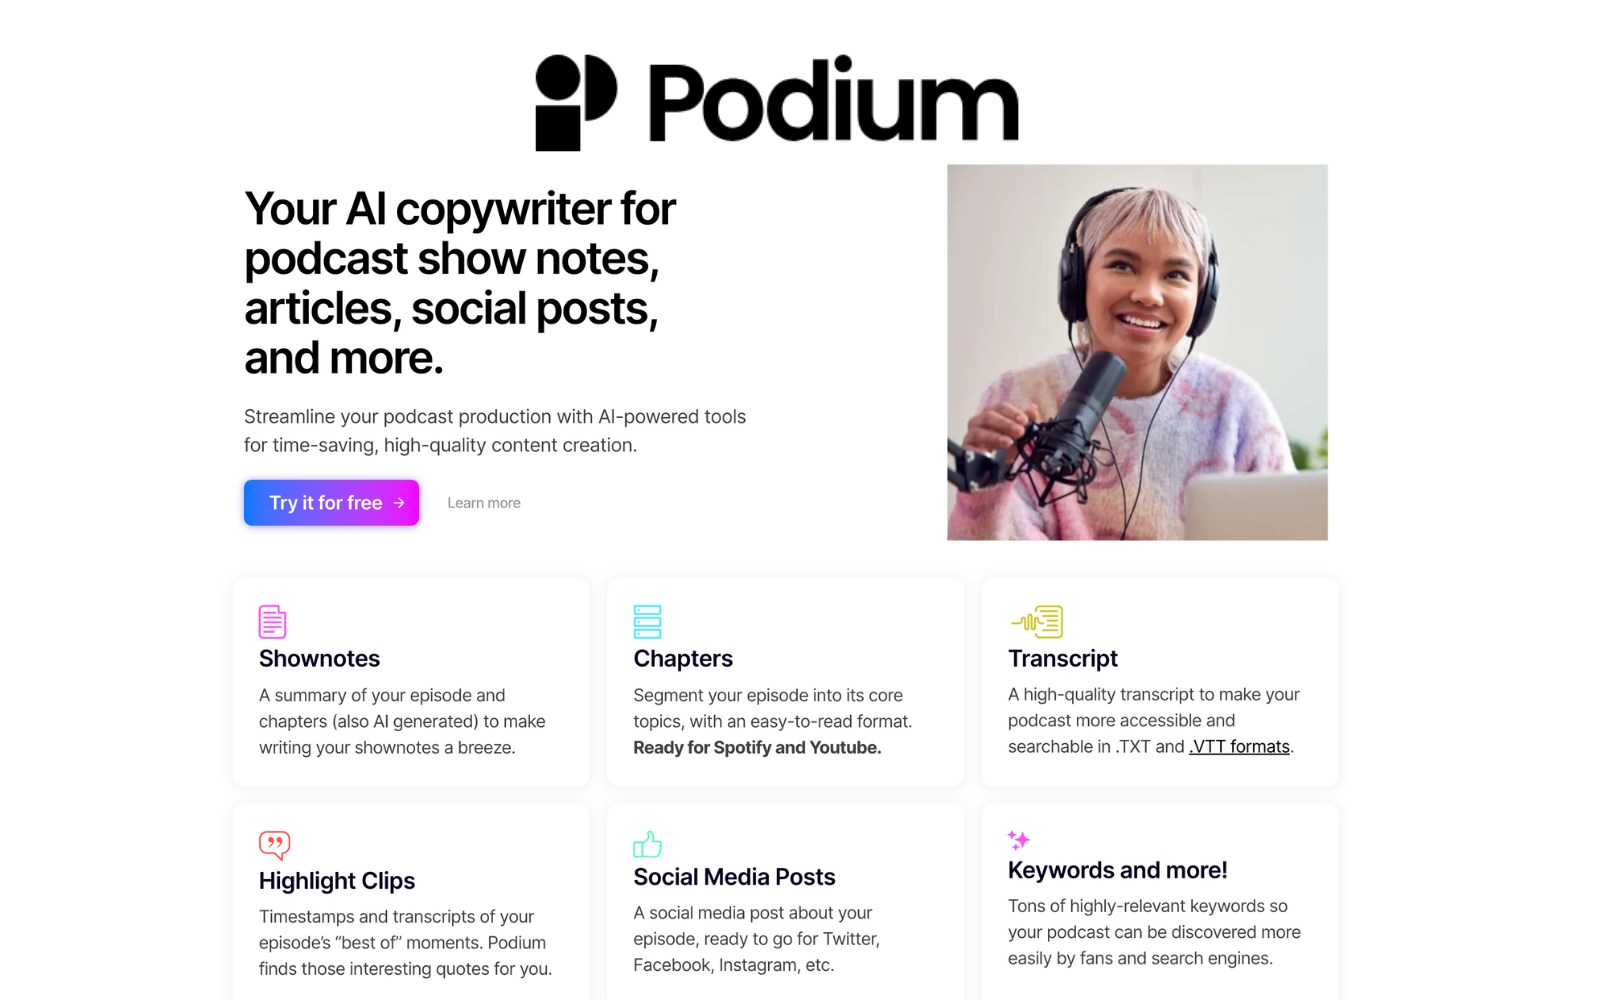 Podium
Your AI copywriter for
podcast show notes,
articles, social posts,
and more.
Streamline your podcast production with AI-powered tools
for time-saving, high-quality content creation.
Try it for free →
Learn more
Shownotes
A summary of your episode and
chapters (also AI generated) to make
writing your shownotes a breeze.
Chapters
Segment your episode into its core
topics, with an easy-to-read format.
Ready for Spotify and Youtube.
Transcript
A high-quality transcript to make your
podcast more accessible and
searchable in .TXT and .VTT formats.
Highlight Clips
Timestamps and transcripts of your
episode’s “best of” moments. Podium
finds those interesting quotes for you.
Social Media Posts
A social media post about your
episode, ready to go for Twitter,
Facebook, Instagram, etc.
Keywords and more!
Tons of highly-relevant keywords so
your podcast can be discovered more
easily by fans and search engines.